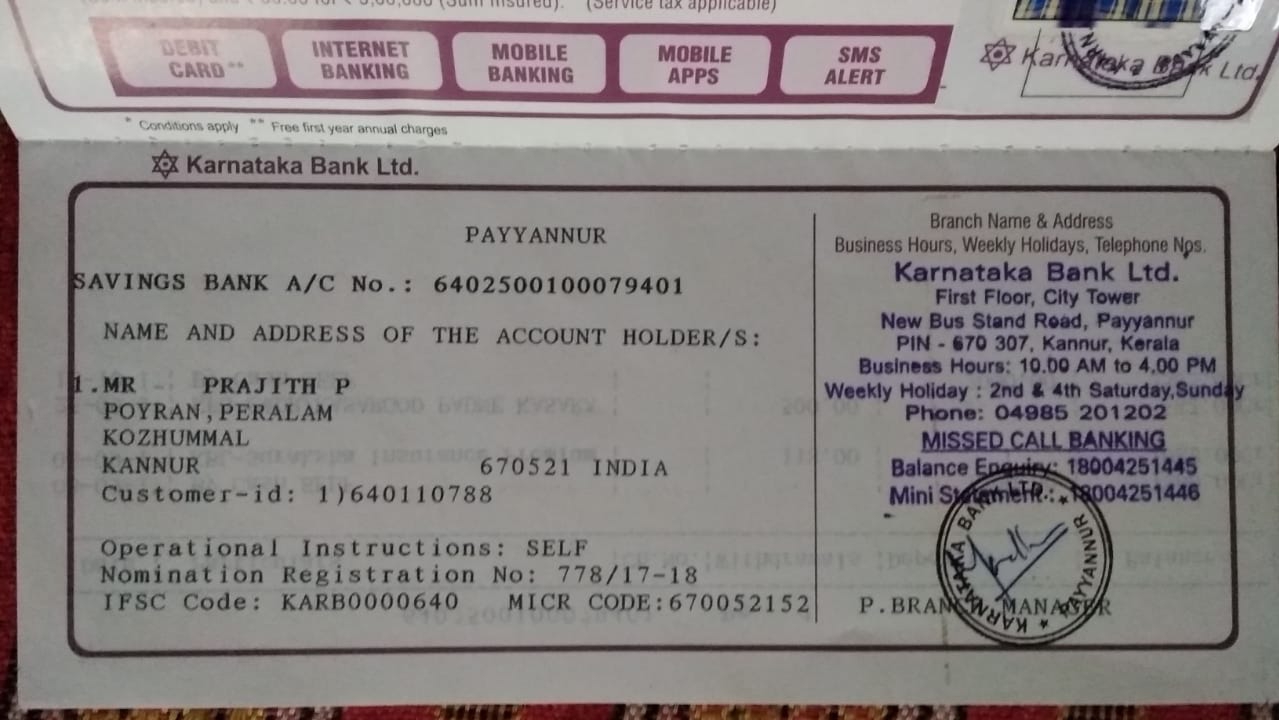 (Sum Insured). (Service tax applicable)
DEBIT CARD**
INTERNET BANKING
MOBILE BANKING
MOBILE APPS
SMS ALERT
Karnataka Bank Ltd.
* Conditions apply ** Free first year annual charges
Karnataka Bank Ltd.
PAYYANNUR
SAVINGS BANK A/C No.: 6402500100079401
NAME AND ADDRESS OF THE ACCOUNT HOLDER/S:
1.MR PRAJITH P
POYRAN,PERALAM
KOZHUMMAL
KANNUR 670521 INDIA
Customer-id: 1)640110788
Operational Instructions: SELF
Nomination Registration No: 778/17-18
IFSC Code: KARB0000640 MICR CODE:670052152
Branch Name & Address
Business Hours, Weekly Holidays, Telephone Nos.
Karnataka Bank Ltd.
First Floor, City Tower
New Bus Stand Road, Payyannur
PIN - 670 307, Kannur, Kerala
Business Hours: 10.00 AM to 4.00 PM
Weekly Holiday : 2nd & 4th Saturday,Sunday
Phone: 04985 201202
MISSED CALL BANKING
Balance Enquiry: 18004251445
Mini Statement.: 18004251446
KARNATAKA BANK LTD. * PAYYANNUR *
P.BRANCH MANAGER